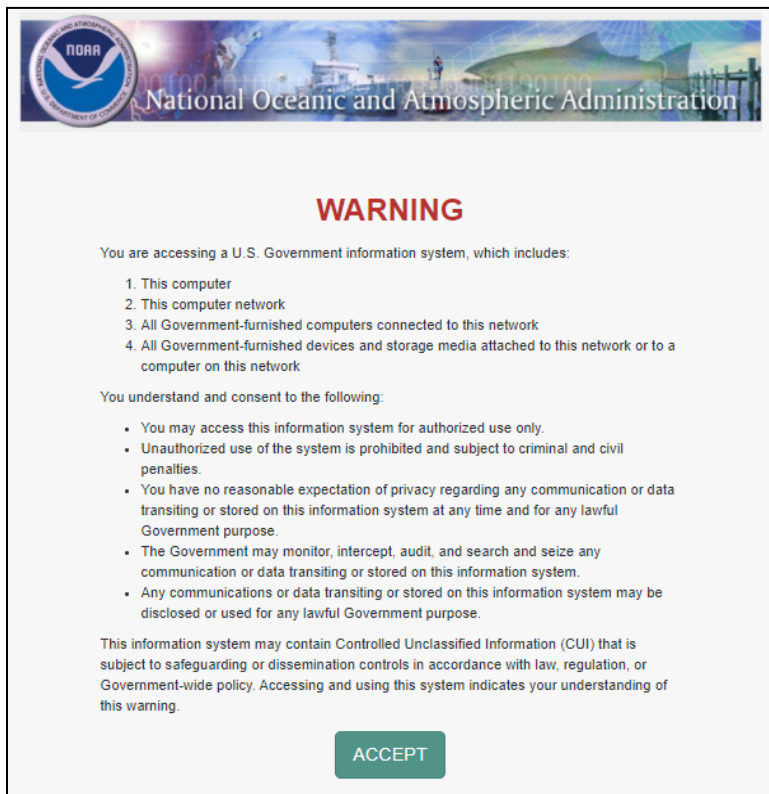 NOAA
NATIONAL OCEANIC AND ATMOSPHERIC ADMINISTRATION
U.S. DEPARTMENT OF COMMERCE
National Oceanic and Atmospheric Administration
WARNING
You are accessing a U.S. Government information system, which includes:
1. This computer
2. This computer network
3. All Government-furnished computers connected to this network
4. All Government-furnished devices and storage media attached to this network or to a
computer on this network
You understand and consent to the following:
• You may access this information system for authorized use only.
• Unauthorized use of the system is prohibited and subject to criminal and civil
penalties.
• You have no reasonable expectation of privacy regarding any communication or data
transiting or stored on this information system at any time and for any lawful
Government purpose.
• The Government may monitor, intercept, audit, and search and seize any
communication or data transiting or stored on this information system.
• Any communications or data transiting or stored on this information system may be
disclosed or used for any lawful Government purpose.
This information system may contain Controlled Unclassified Information (CUI) that is
subject to safeguarding or dissemination controls in accordance with law, regulation, or
Government-wide policy. Accessing and using this system indicates your understanding of
this warning.
ACCEPT